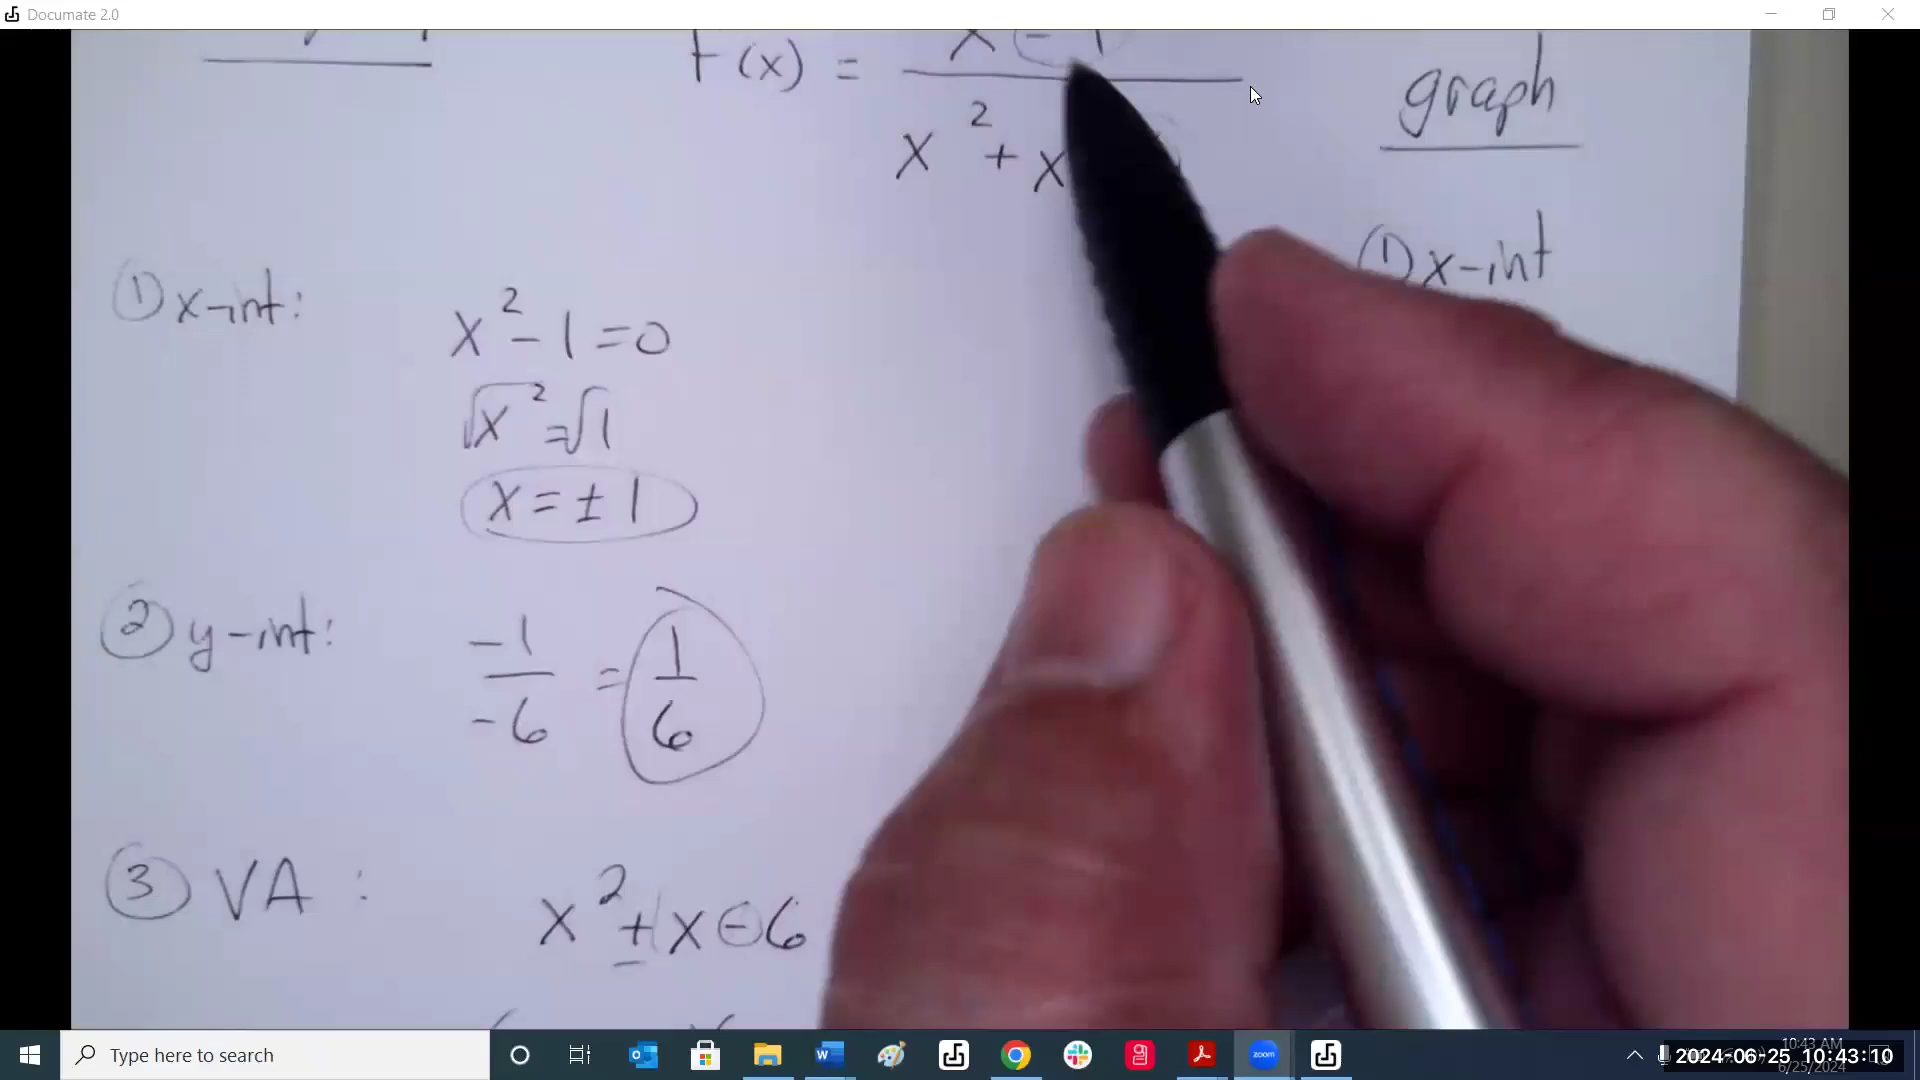 Documate 2.0
f(x) = x - 1
x² + x
graph
① x-int
① x-int:
x² - 1 = 0
√x² = √1
x = ± 1
② y-int:
-1/-6 = 1/6
③ VA :
x² + x - 6
Type here to search
zoom
10:43 AM
2024-06-25 10:43:10
6/25/2024